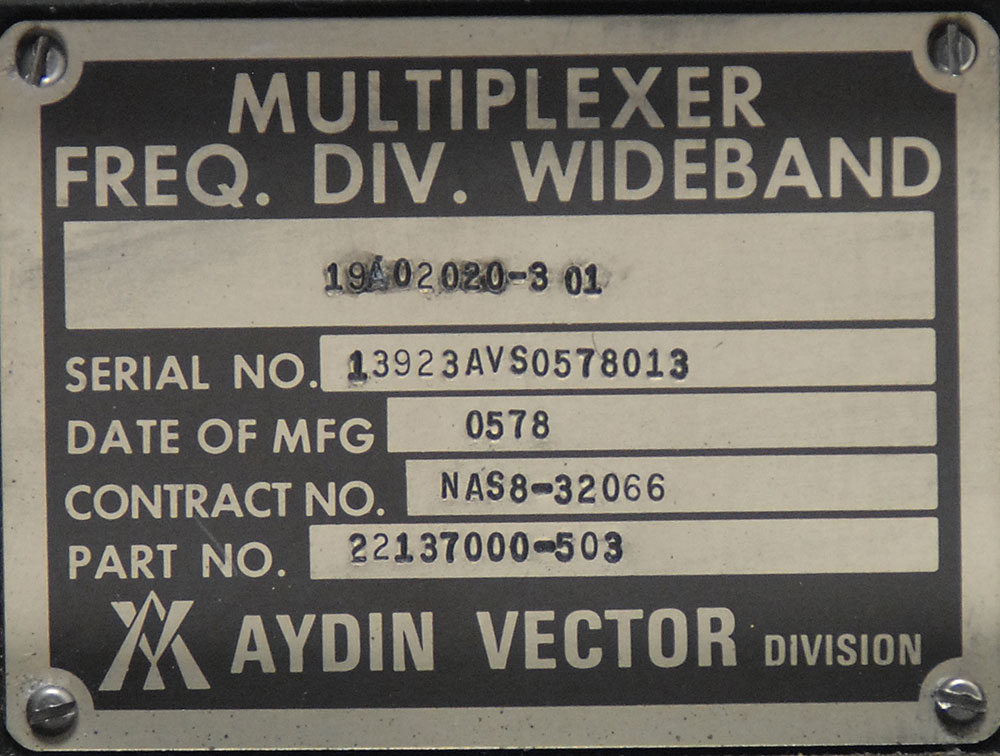 MULTIPLEXER
FREQ. DIV. WIDEBAND
19A02020-3 01
SERIAL NO. 13923AVS0578013
DATE OF MFG 0578
CONTRACT NO. NAS8-32066
PART NO. 22137000-503
AYDIN VECTOR DIVISION